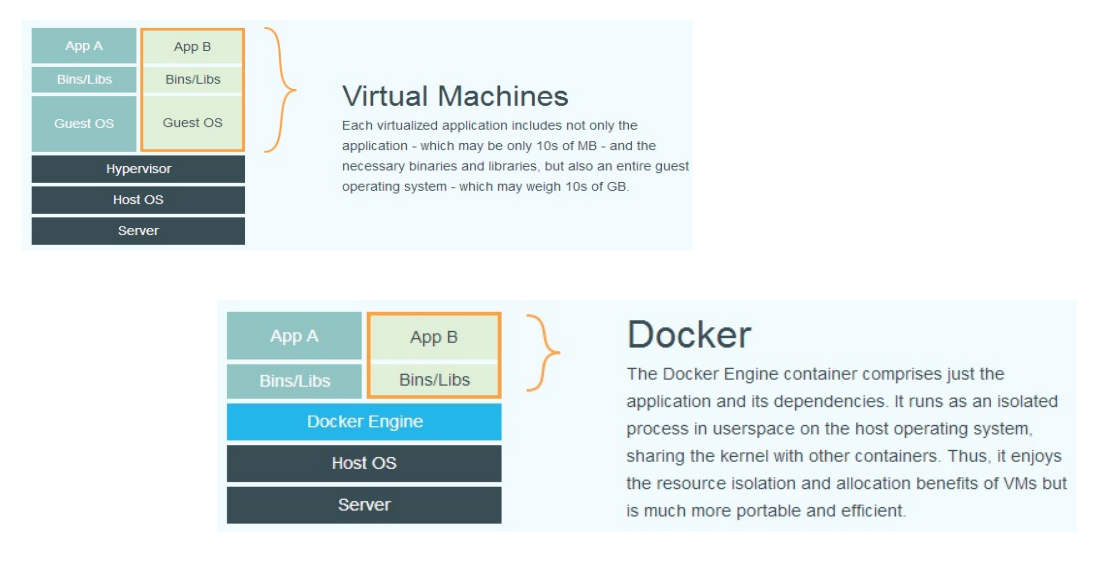 App A
App B
Bins/Libs
Bins/Libs
Guest OS
Guest OS
Hypervisor
Host OS
Server
Virtual Machines
Each virtualized application includes not only the
application - which may be only 10s of MB - and the
necessary binaries and libraries, but also an entire guest
operating system - which may weigh 10s of GB.
App A
App B
Bins/Libs
Bins/Libs
Docker Engine
Host OS
Server
Docker
The Docker Engine container comprises just the
application and its dependencies. It runs as an isolated
process in userspace on the host operating system,
sharing the kernel with other containers. Thus, it enjoys
the resource isolation and allocation benefits of VMs but
is much more portable and efficient.